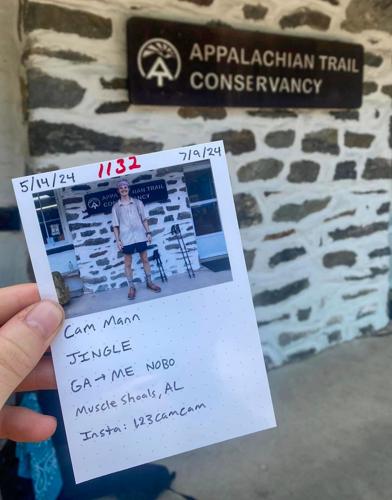 APPALACHIAN TRAIL
CONSERVANCY
5/14/24 1132 7/9/24
APPALACHIAN TRAIL
CONSERVANCY
Cam Mann
JINGLE
GA → ME NOBO
Muscle Shoals, AL
Insta: 123camcam